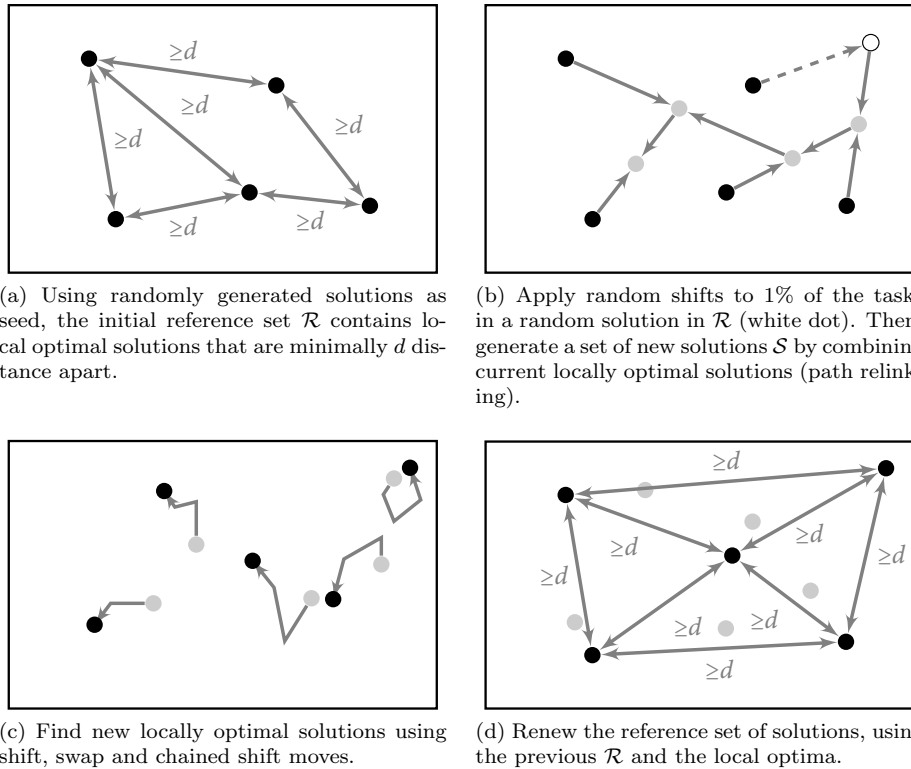 ≥d
≥d
≥d
≥d
≥d
≥d
(a) Using randomly generated solutions as
seed, the initial reference set R contains lo-
cal optimal solutions that are minimally d dis-
tance apart.
(b) Apply random shifts to 1% of the task
in a random solution in R (white dot). Then
generate a set of new solutions S by combinin
current locally optimal solutions (path relink
ing).
(c) Find new locally optimal solutions using
shift, swap and chained shift moves.
≥d
≥d
≥d
≥d
≥d
≥d
≥d
≥d
(d) Renew the reference set of solutions, usin
the previous R and the local optima.